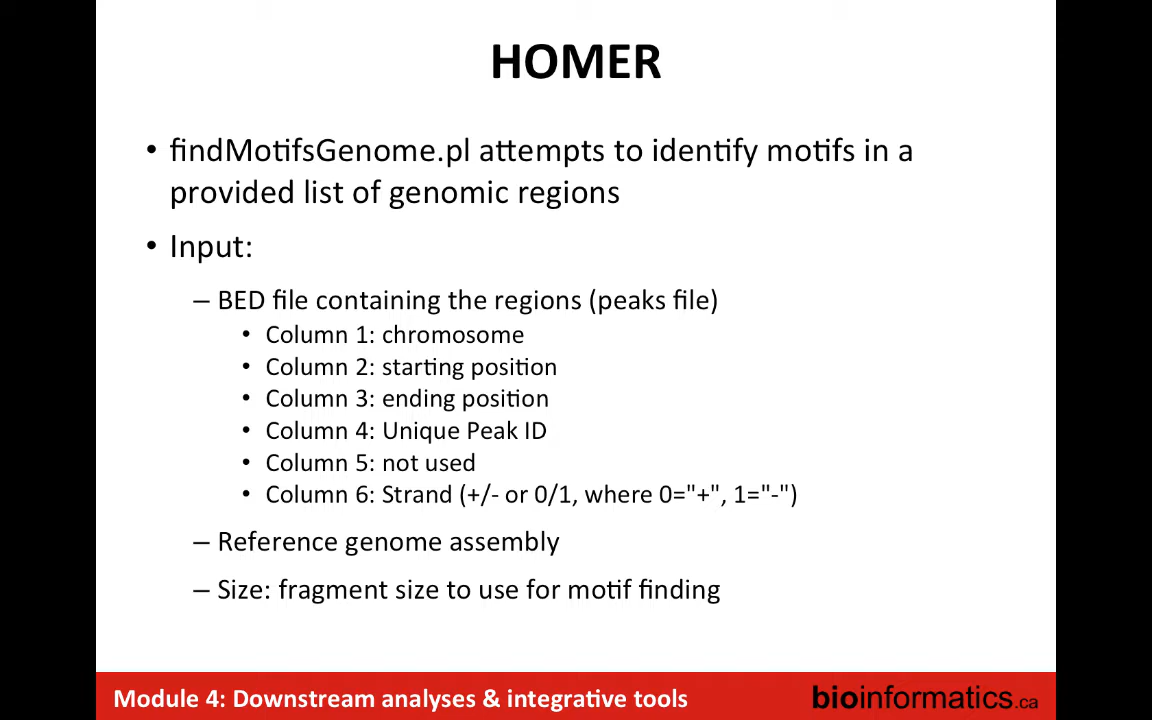 HOMER
• findMotifsGenome.pl attempts to identify motifs in a
provided list of genomic regions
• Input:
– BED file containing the regions (peaks file)
• Column 1: chromosome
• Column 2: starting position
• Column 3: ending position
• Column 4: Unique Peak ID
• Column 5: not used
• Column 6: Strand (+/- or 0/1, where 0="+", 1="-")
– Reference genome assembly
– Size: fragment size to use for motif finding
Module 4: Downstream analyses & integrative tools
bioinformatics.ca